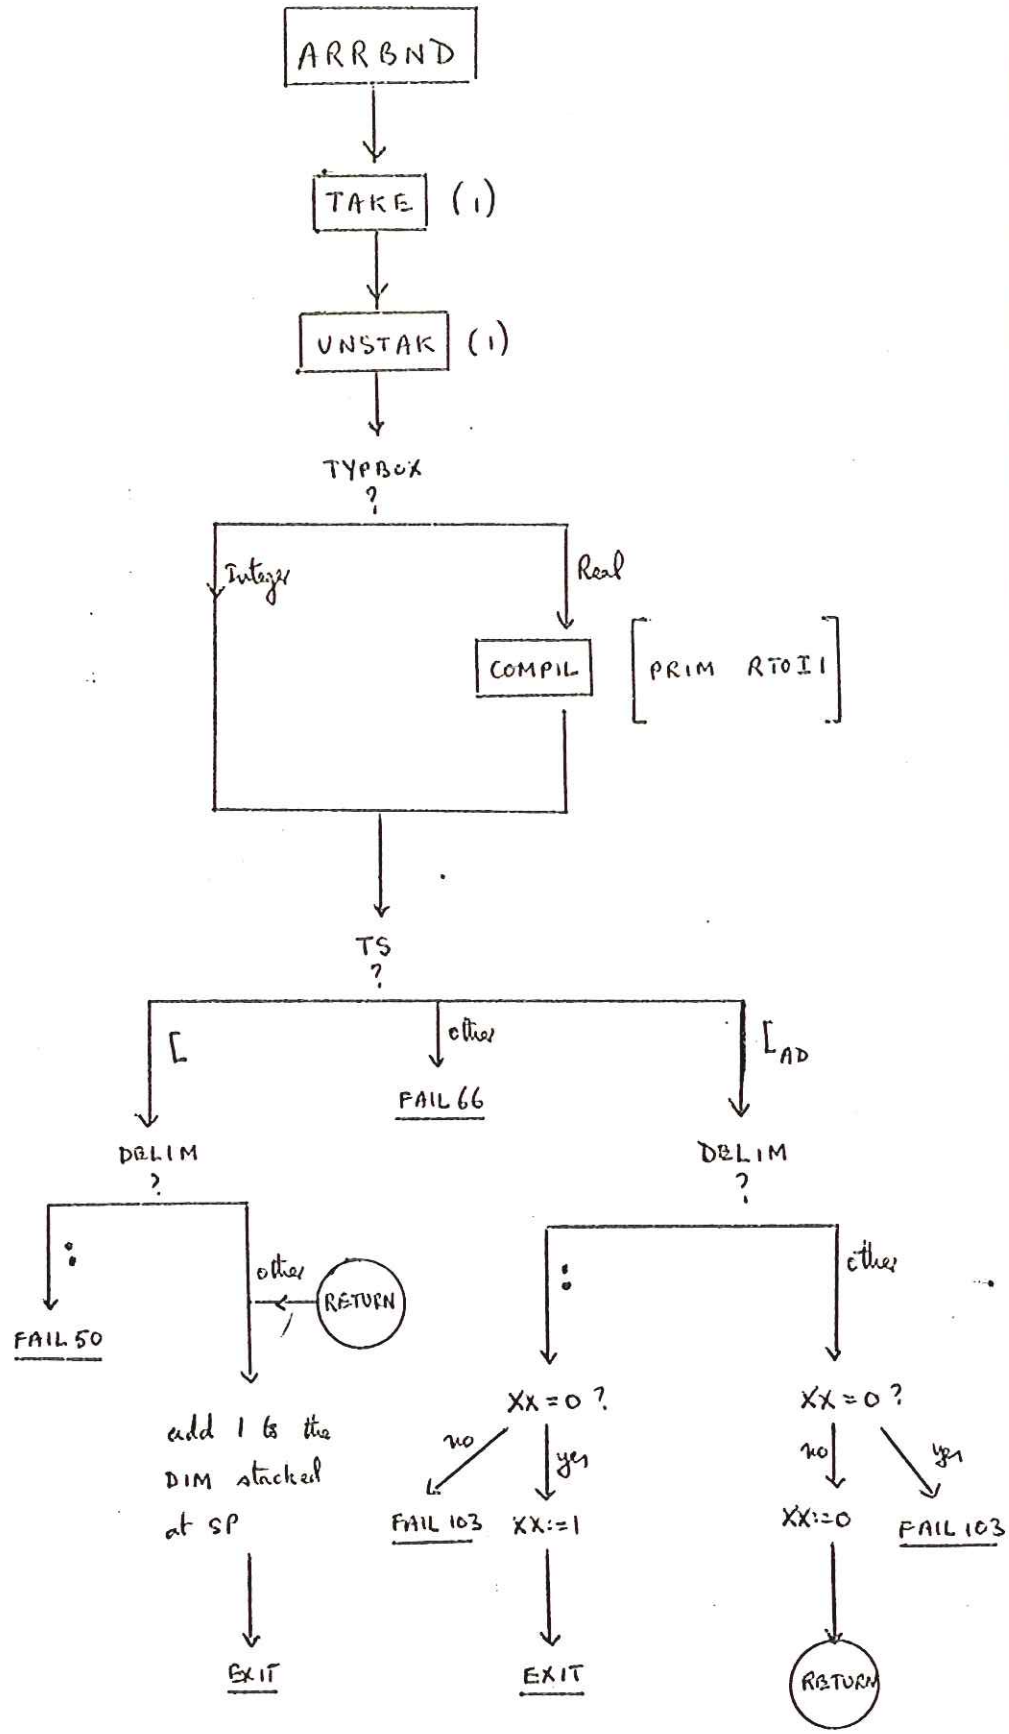 ARRBND
TAKE (1)
UNSTAK (1)
TYPBOX
?
Integer
Real
COMPIL [PRIM RTOI1]
TS
?
[
other
[AD
FAIL 66
DELIM
?
DELIM
?
:
other
RETURN
:
other
FAIL 50
add 1 to the
DIM stacked
at SP
XX=0?
XX=0?
no
yes
no
yes
FAIL 103
XX:=1
XX:=0
FAIL 103
EXIT
EXIT
RETURN